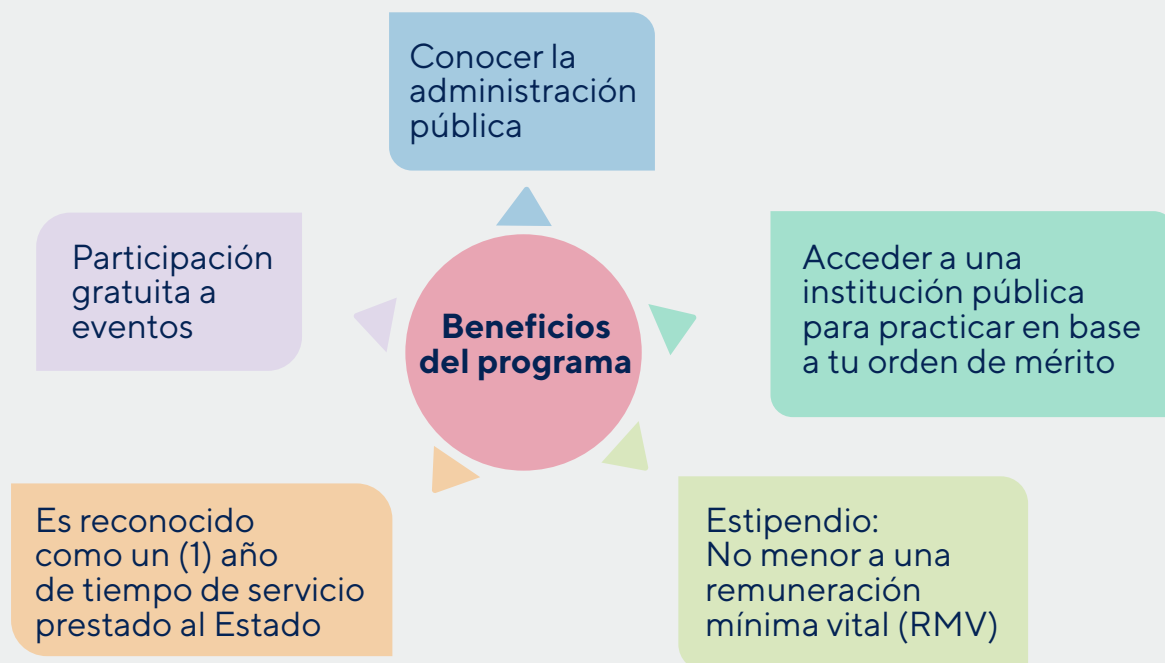 Conocer la
administración
pública
Participación
gratuita a
eventos
Beneficios
del programa
Acceder a una
institución pública
para practicar en base
a tu orden de mérito
Es reconocido
como un (1) año
de tiempo de servicio
prestado al Estado
Estipendio:
No menor a una
remuneración
mínima vital (RMV)